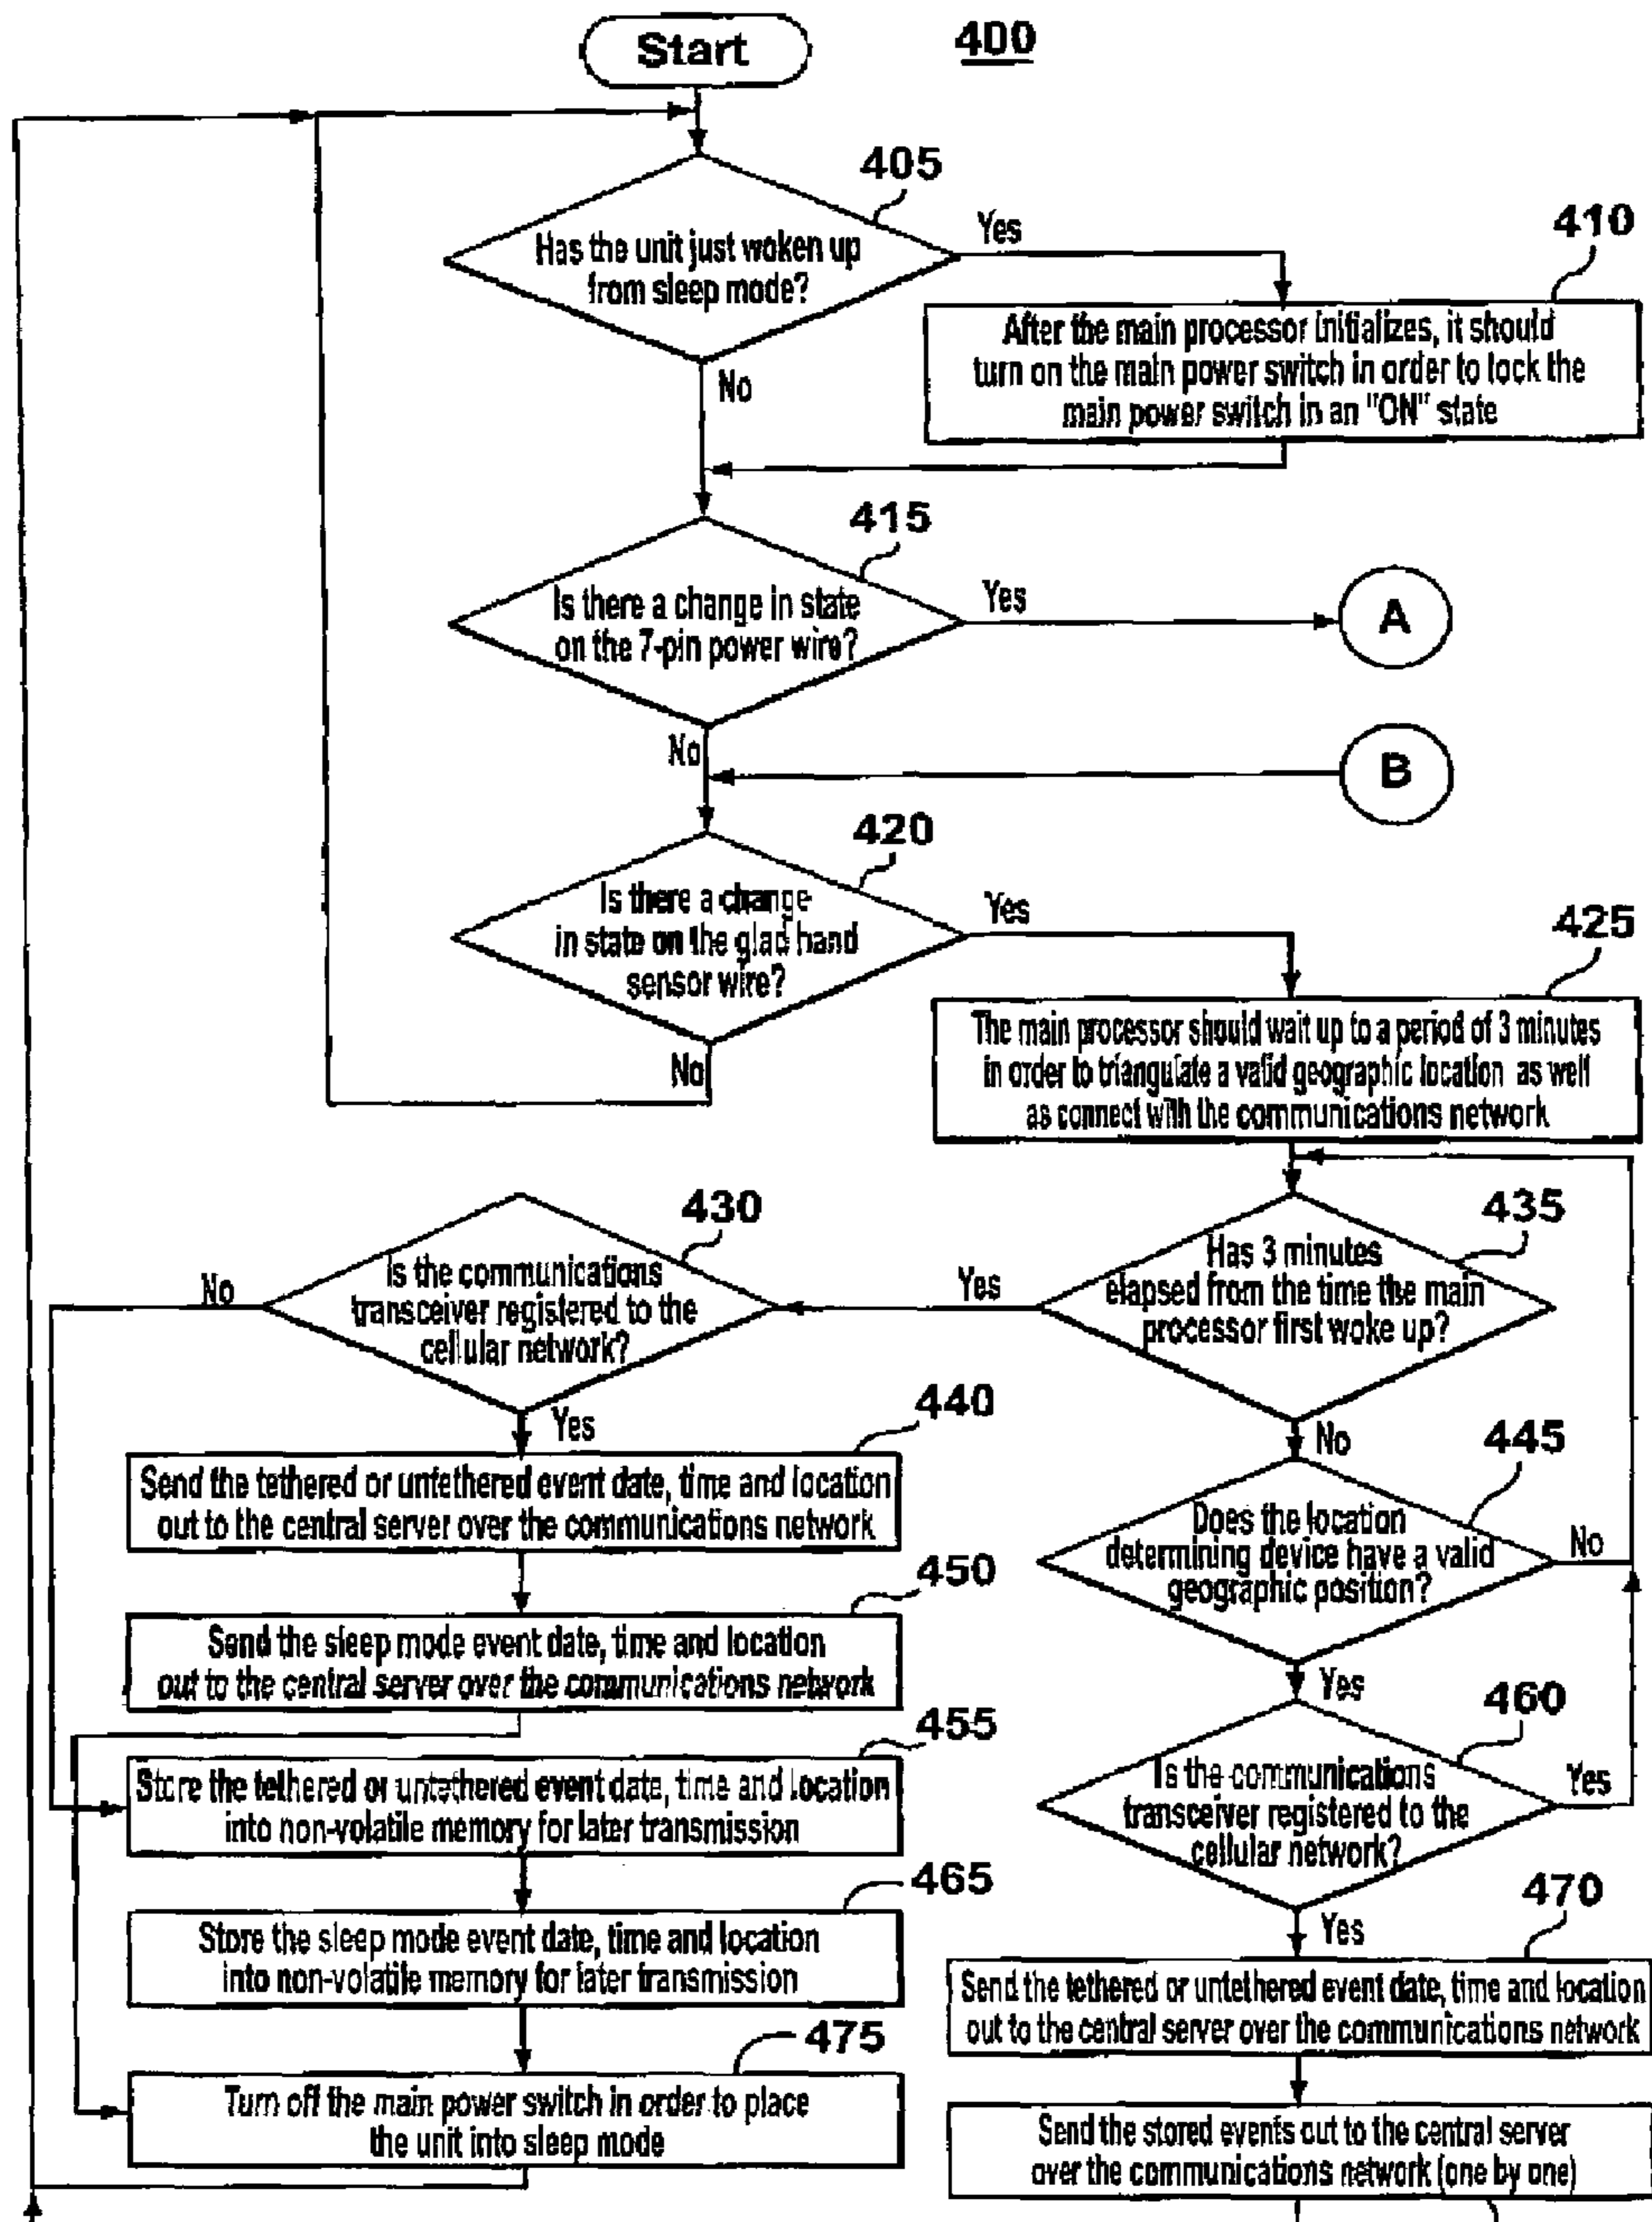 Start
400
405
Has the unit just woken up
from sleep mode?
Yes
No
410
After the main processor initializes, it should
turn on the main power switch in order to lock the
main power switch in an "ON" state
415
Is there a change in state
on the 7-pin power wire?
Yes
A
No
B
420
Is there a change
in state on the glad hand
sensor wire?
Yes
No
425
The main processor should wait up to a period of 3 minutes
in order to triangulate a valid geographic location as well
as connect with the communications network
430
Is the communications
transceiver registered to the
cellular network?
No
Yes
435
Has 3 minutes
elapsed from the time the main
processor first woke up?
Yes
No
440
Send the tethered or untethered event date, time and location
out to the central server over the communications network
445
Does the location
determining device have a valid
geographic position?
No
Yes
450
Send the sleep mode event date, time and location
out to the central server over the communications network
455
Store the tethered or untethered event date, time and location
into non-volatile memory for later transmission
460
Is the communications
transceiver registered to the
cellular network?
Yes
Yes
465
Store the sleep mode event date, time and location
into non-volatile memory for later transmission
470
Send the tethered or untethered event date, time and location
out to the central server over the communications network
475
Turn off the main power switch in order to place
the unit into sleep mode
Send the stored events out to the central server
over the communications network (one by one)